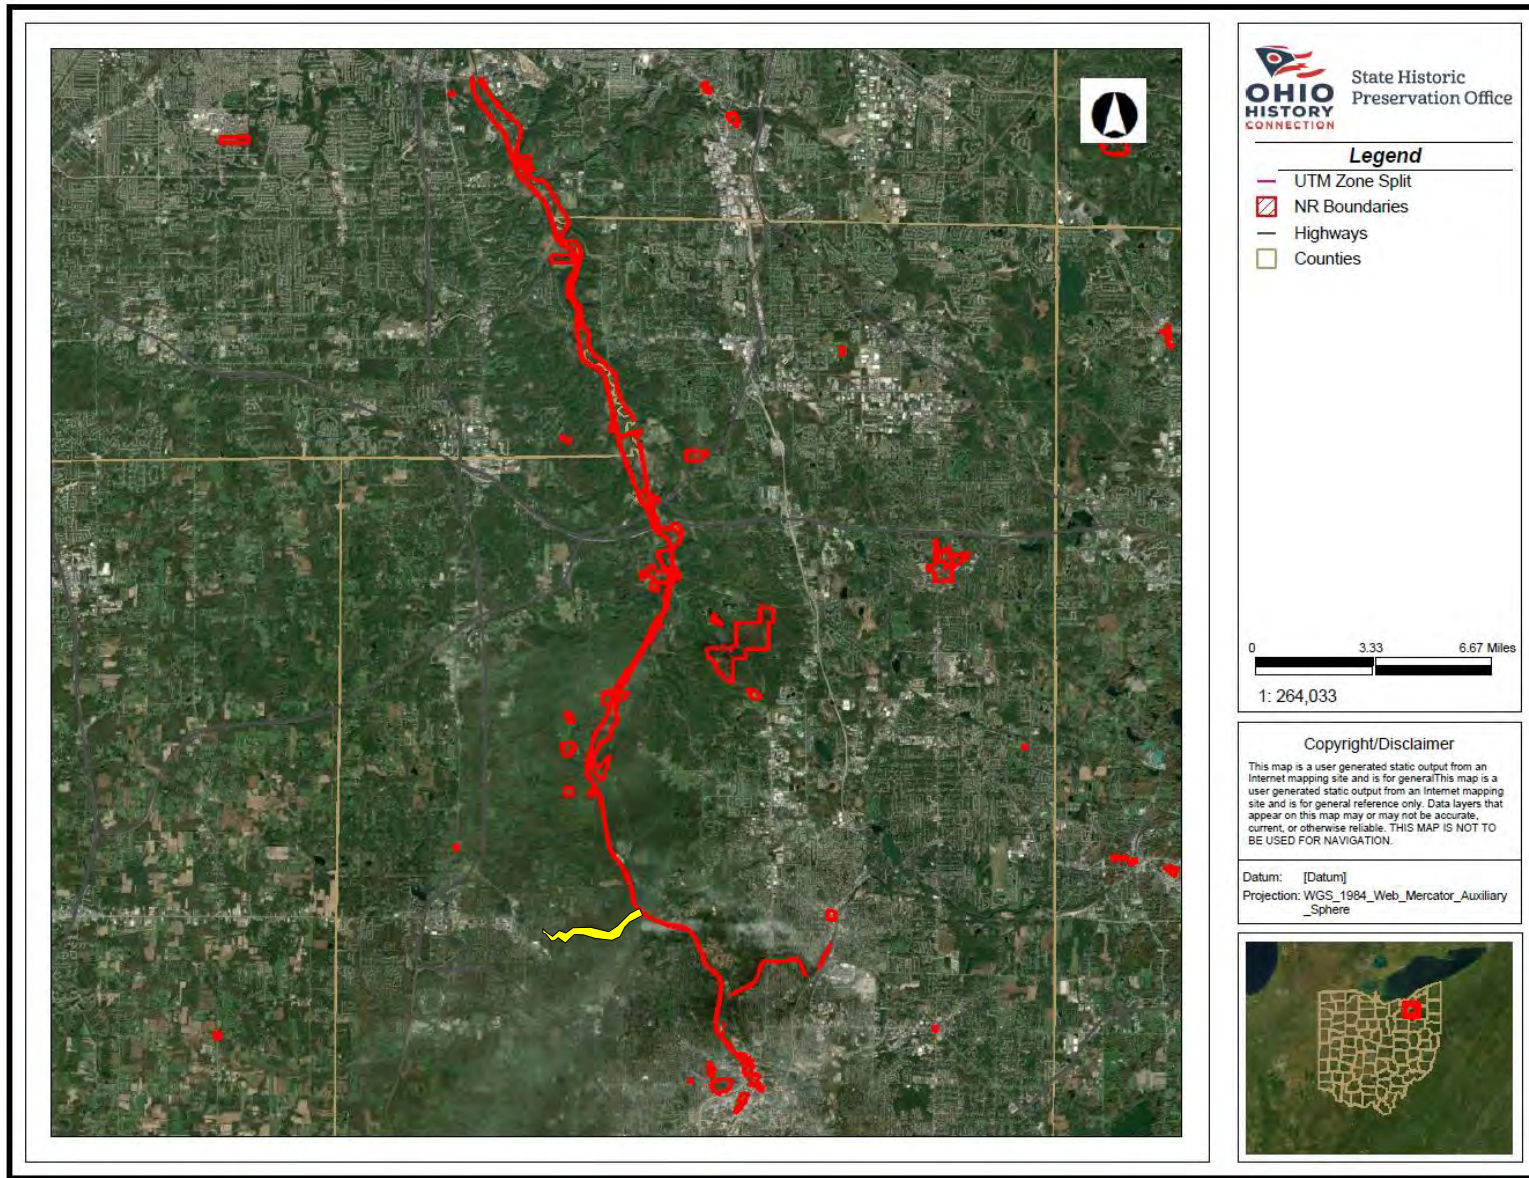 OHIO
HISTORY
CONNECTION
State Historic
Preservation Office
Legend
UTM Zone Split
NR Boundaries
Highways
Counties
0 3.33 6.67 Miles
1: 264,033
Copyright/Disclaimer
This map is a user generated static output from an
Internet mapping site and is for generalThis map is a
user generated static output from an Internet mapping
site and is for general reference only. Data layers that
appear on this map may or may not be accurate,
current, or otherwise reliable. THIS MAP IS NOT TO
BE USED FOR NAVIGATION.
Datum: [Datum]
Projection: WGS_1984_Web_Mercator_Auxiliary
_Sphere